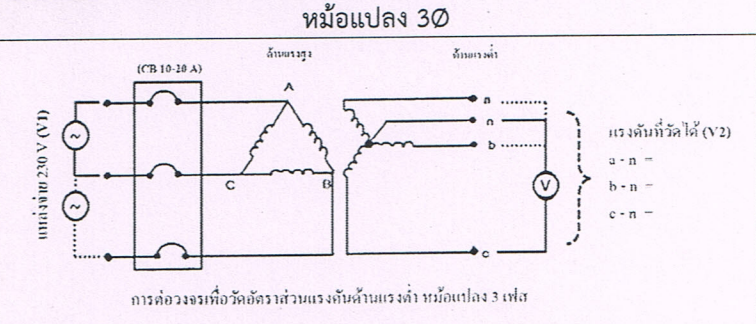 หม้อแปลง 3Ø
ด้านแรงสูง
ด้านแรงต่ำ
(CB 10-20 A)
A
C
B
~
~
แหล่งจ่าย 230 V (V1)
a
n
b
c
V
แรงดันที่วัดได้ (V2)
a - n =
b - n =
c - n =
การต่อวงจรเพื่อวัดอัตราส่วนแรงดันด้านแรงต่ำ หม้อแปลง 3 เฟส